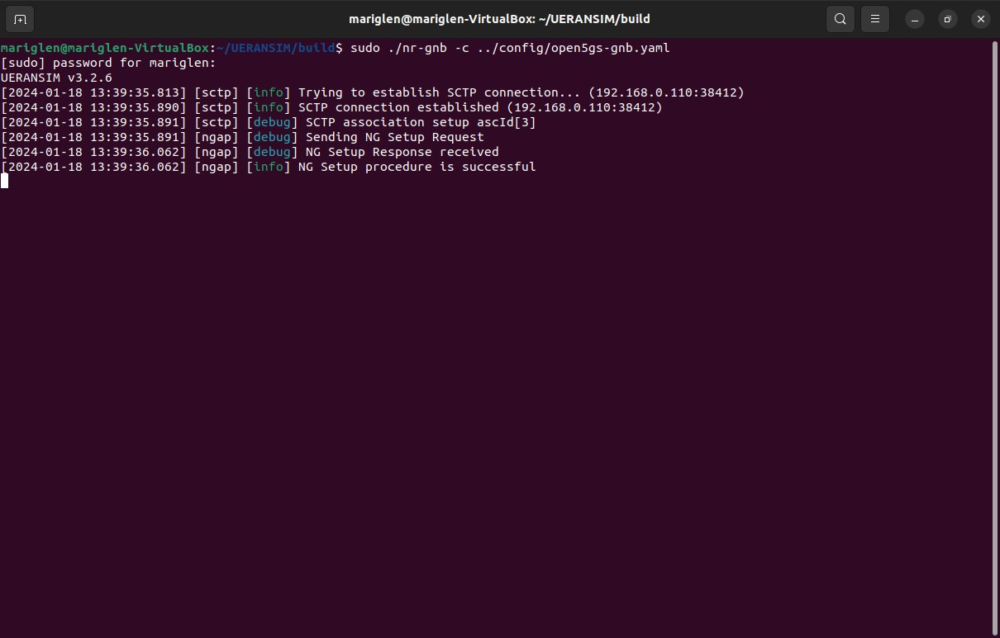 mariglen@mariglen-VirtualBox: ~/UERANSIM/build
mariglen@mariglen-VirtualBox:~/UERANSIM/build$ sudo ./nr-gnb -c ../config/open5gs-gnb.yaml
[sudo] password for mariglen:
UERANSIM v3.2.6
[2024-01-18 13:39:35.813] [sctp] [info] Trying to establish SCTP connection... (192.168.0.110:38412)
[2024-01-18 13:39:35.890] [sctp] [info] SCTP connection established (192.168.0.110:38412)
[2024-01-18 13:39:35.891] [sctp] [debug] SCTP association setup ascId[3]
[2024-01-18 13:39:35.891] [ngap] [debug] Sending NG Setup Request
[2024-01-18 13:39:36.062] [ngap] [debug] NG Setup Response received
[2024-01-18 13:39:36.062] [ngap] [info] NG Setup procedure is successful